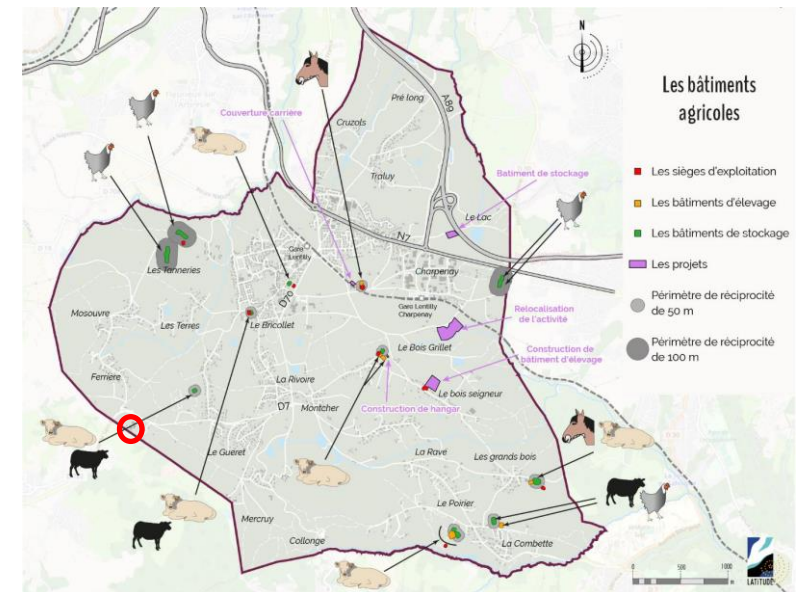 N
Les bâtiments
agricoles
Les sièges d'exploitation
Les bâtiments d'élevage
Les bâtiments de stockage
Les projets
Périmètre de réciprocité
de 50 m
Périmètre de réciprocité
de 100 m
Pré long
A89
Couverture carrière
Cruzols
Traluy
Batiment de stockage
Le Lac
N7
Gare
Lentilly
Charpenay
Les Tanneries
D70
Gare Lentilly
Charpenay
Relocalisation
de l'activité
Mosouvre
Les Terres
Le Bricollet
Le Bois Grillet
Construction de
bâtiment d'élevage
Ferriere
La Rivoire
Le bois seigneur
D7
Montcher
Construction de hangar
Le Gueret
La Rave
Les grands bois
Mercruy
Le Poirier
Collonge
La Combette
0 500 1000
m
LATITUDE